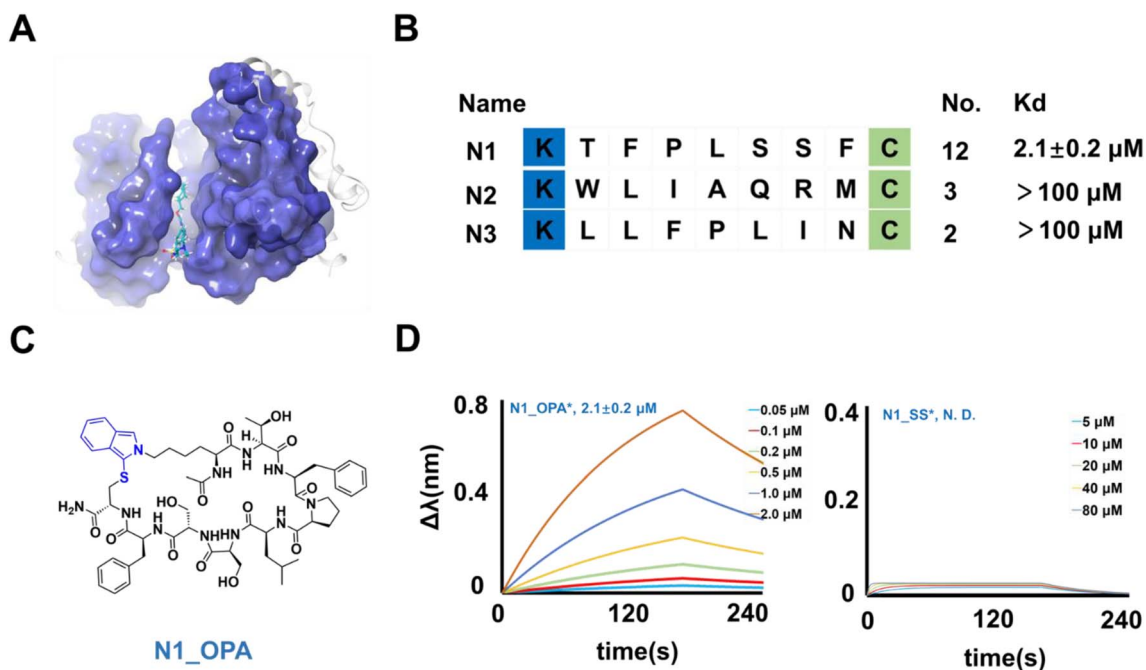 A
B
Name No. Kd
N1 K T F P L S S F C 12 2.1±0.2 μM
N2 K W L I A Q R M C 3 >100 μM
N3 K L L F P L I N C 2 >100 μM
C
OH
O O
N H N
N NH
S O
O N
H₂N O
O NH HO
O H N NH O
N H O
O HN O
HO
N1_OPA
D
N1_OPA*, 2.1±0.2 μM
0.8
0.4
0
Δλ(nm)
0 120 240
time(s)
0.05 μM
0.1 μM
0.2 μM
0.5 μM
1.0 μM
2.0 μM
N1_SS*, N. D.
0.4
0.2
0
0 120 240
time(s)
5 μM
10 μM
20 μM
40 μM
80 μM